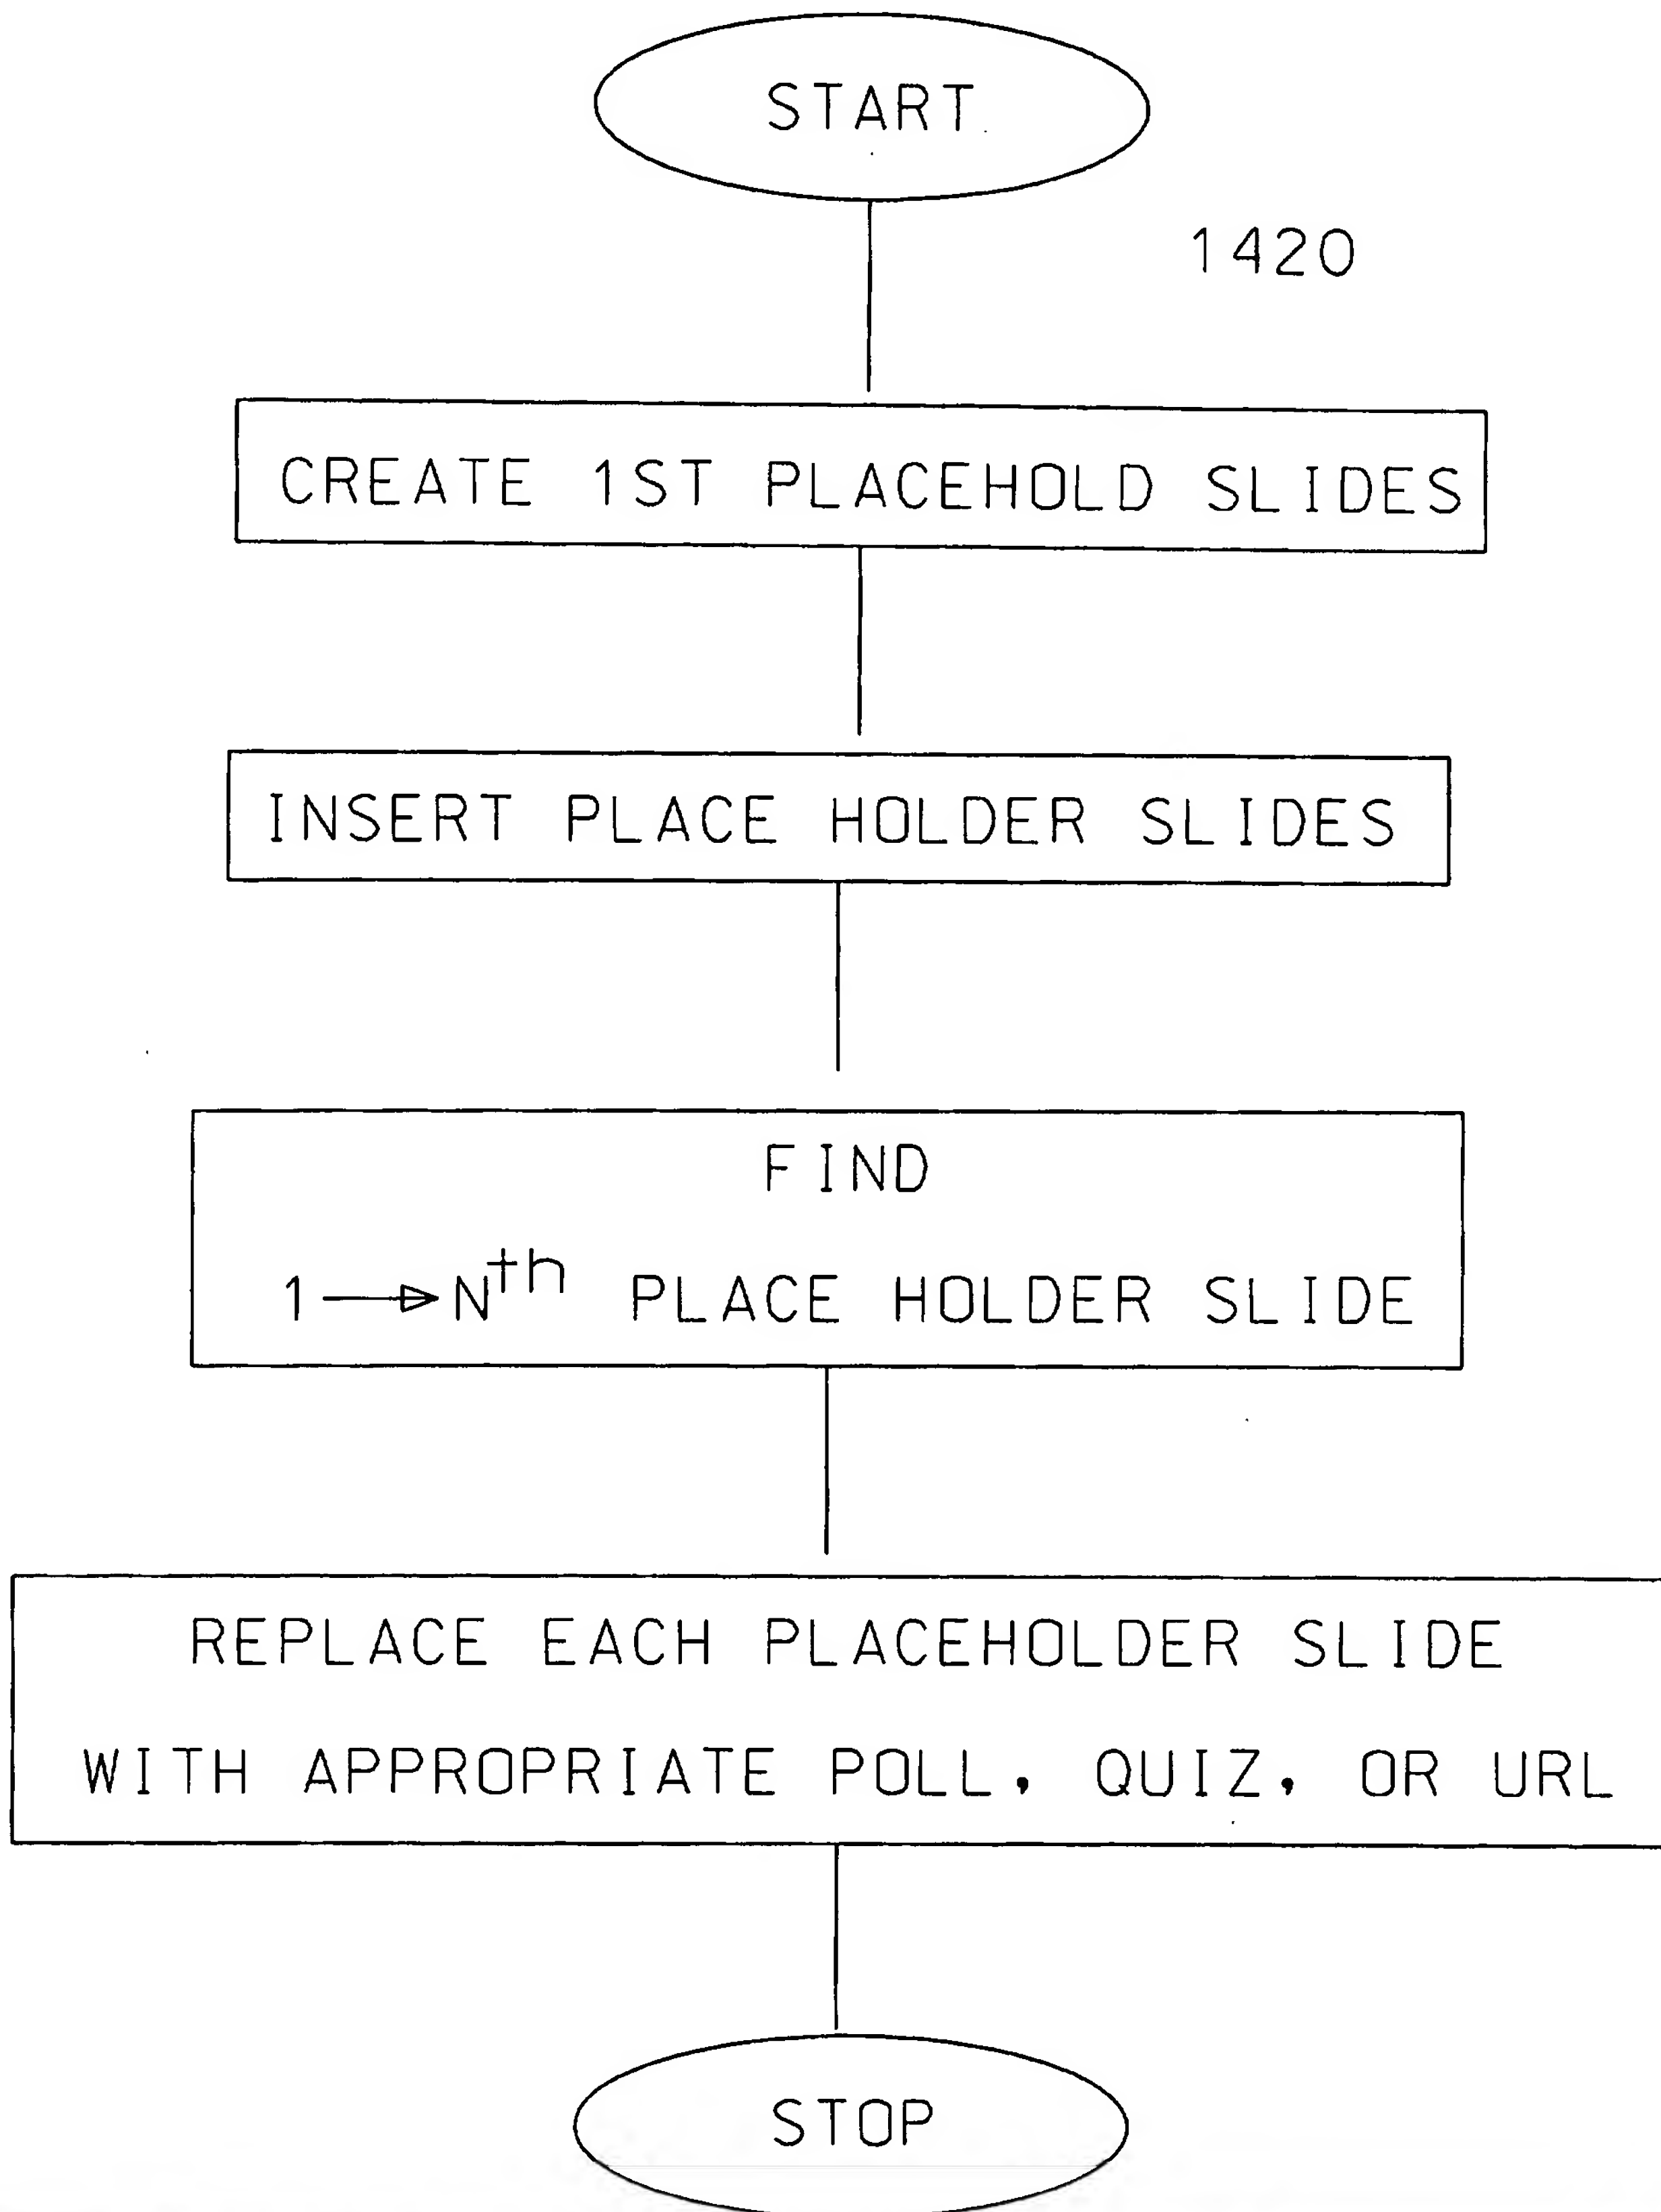 START
1420
CREATE 1ST PLACEHOLD SLIDES
INSERT PLACE HOLDER SLIDES
FIND
1→Nth PLACE HOLDER SLIDE
REPLACE EACH PLACEHOLDER SLIDE
WITH APPROPRIATE POLL, QUIZ, OR URL
STOP